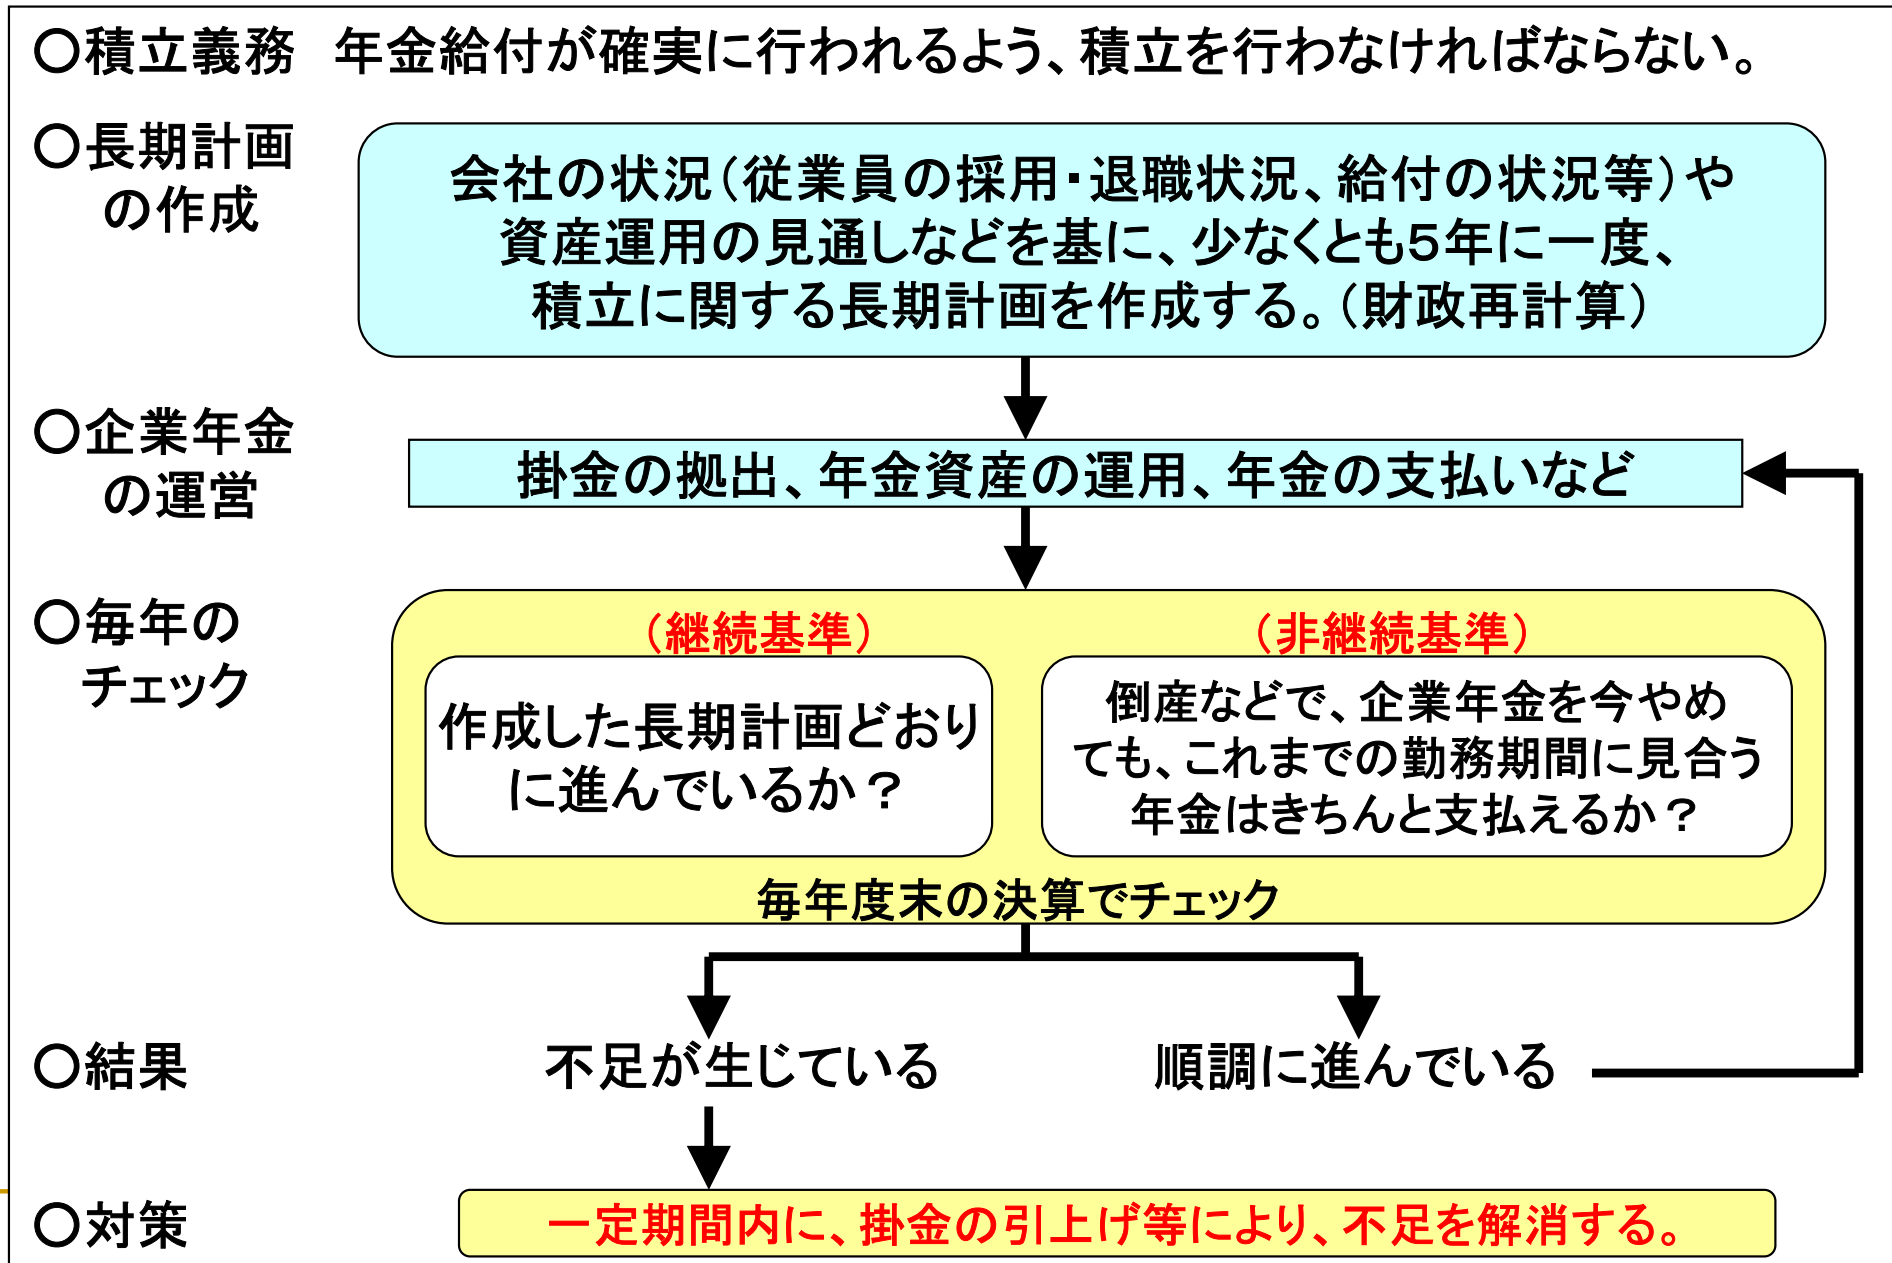 ○積立義務　年金給付が確実に行われるよう、積立を行わなければならない。
○長期計画
の作成
会社の状況（従業員の採用・退職状況、給付の状況等）や
資産運用の見通しなどを基に、少なくとも５年に一度、
積立に関する長期計画を作成する。（財政再計算）
○企業年金
の運営
掛金の拠出、年金資産の運用、年金の支払いなど
○毎年の
チェック
（継続基準）
作成した長期計画どおり
に進んでいるか？
（非継続基準）
倒産などで、企業年金を今やめ
ても、これまでの勤務期間に見合う
年金はきちんと支払えるか？
毎年度末の決算でチェック
○結果
不足が生じている
順調に進んでいる
○対策
一定期間内に、掛金の引上げ等により、不足を解消する。